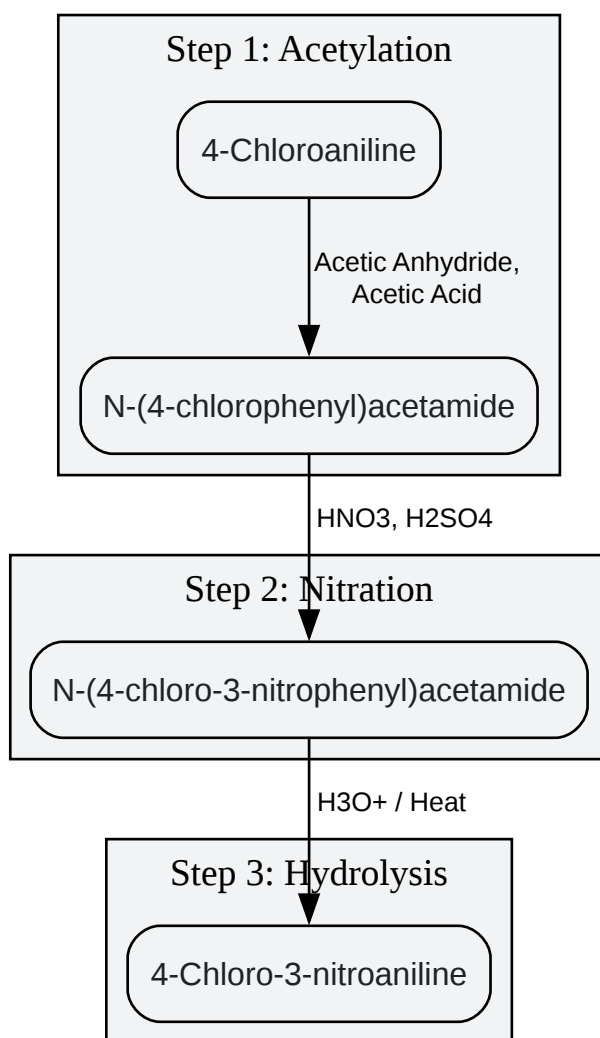 Step 1: Acetylation
4-Chloroaniline
Acetic Anhydride,
Acetic Acid
N-(4-chlorophenyl)acetamide
HNO3, H2SO4
Step 2: Nitration
N-(4-chloro-3-nitrophenyl)acetamide
H3O+ / Heat
Step 3: Hydrolysis
4-Chloro-3-nitroaniline